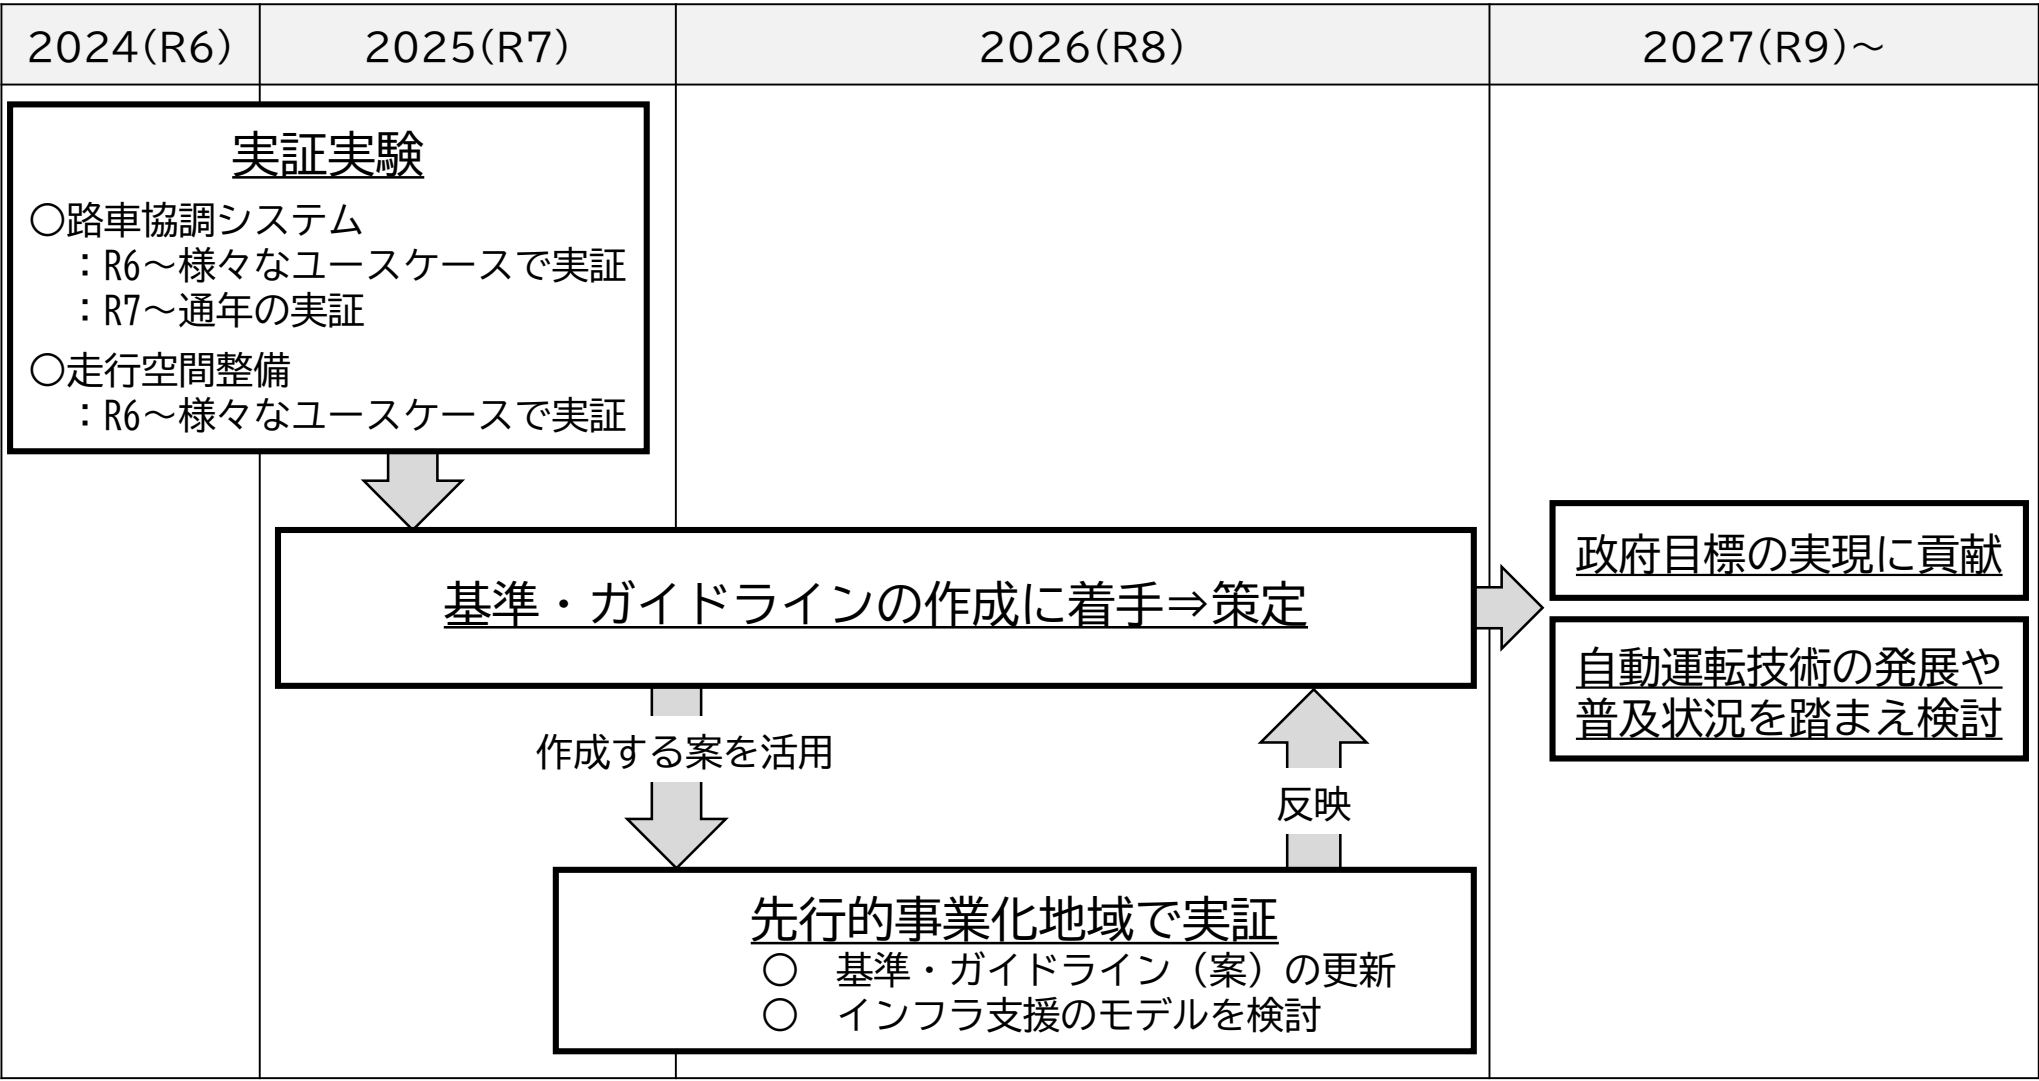 2024(R6)
2025(R7)
2026(R8)
2027(R9)～
実証実験
○路車協調システム
：R6～様々なユースケースで実証
：R7～通年の実証
○走行空間整備
：R6～様々なユースケースで実証
基準・ガイドラインの作成に着手⇒策定
政府目標の実現に貢献
自動運転技術の発展や
普及状況を踏まえ検討
作成する案を活用
反映
先行的事業化地域で実証
○　基準・ガイドライン（案）の更新
○　インフラ支援のモデルを検討